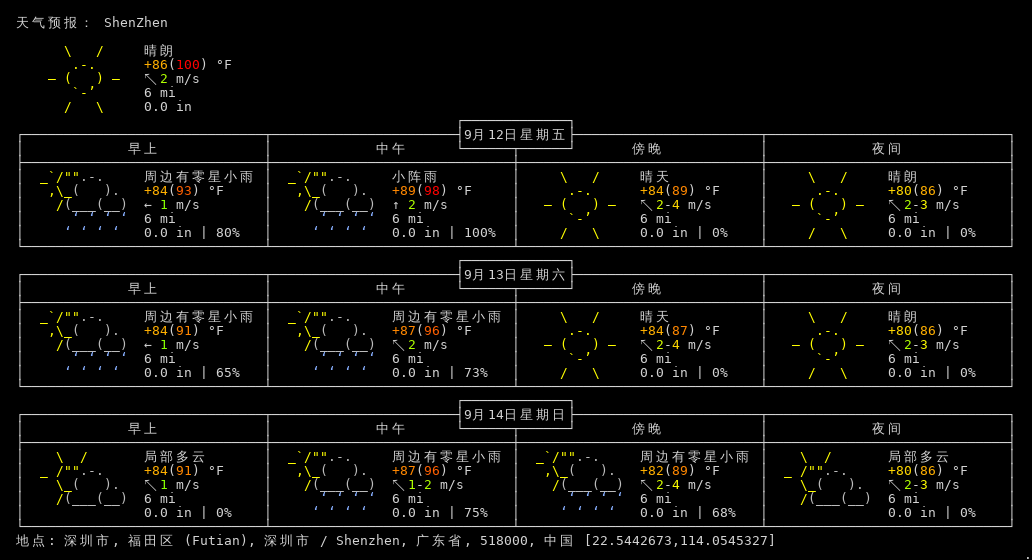 天气预报： ShenZhen
晴朗
+86(100) °F
↖2 m/s
6 mi
0.0 in
9月12日星期五
早上 中午 傍晚 夜间
周边有零星小雨 小阵雨 晴天 晴朗
+84(93) °F +89(98) °F +84(89) °F +80(86) °F
← 1 m/s ↑ 2 m/s ↖2-4 m/s ↖2-3 m/s
6 mi 6 mi 6 mi 6 mi
0.0 in | 80% 0.0 in | 100% 0.0 in | 0% 0.0 in | 0%
9月13日星期六
早上 中午 傍晚 夜间
周边有零星小雨 周边有零星小雨 晴天 晴朗
+84(91) °F +87(96) °F +84(87) °F +80(86) °F
← 1 m/s ↖2 m/s ↖2-4 m/s ↖2-3 m/s
6 mi 6 mi 6 mi 6 mi
0.0 in | 65% 0.0 in | 73% 0.0 in | 0% 0.0 in | 0%
9月14日星期日
早上 中午 傍晚 夜间
局部多云 周边有零星小雨 周边有零星小雨 局部多云
+84(91) °F +87(96) °F +82(89) °F +80(86) °F
↖1 m/s ↖1-2 m/s ↖2-4 m/s ↖2-3 m/s
6 mi 6 mi 6 mi 6 mi
0.0 in | 0% 0.0 in | 75% 0.0 in | 68% 0.0 in | 0%
地点: 深圳市, 福田区 (Futian), 深圳市 / Shenzhen, 广东省, 518000, 中国 [22.5442673,114.0545327]